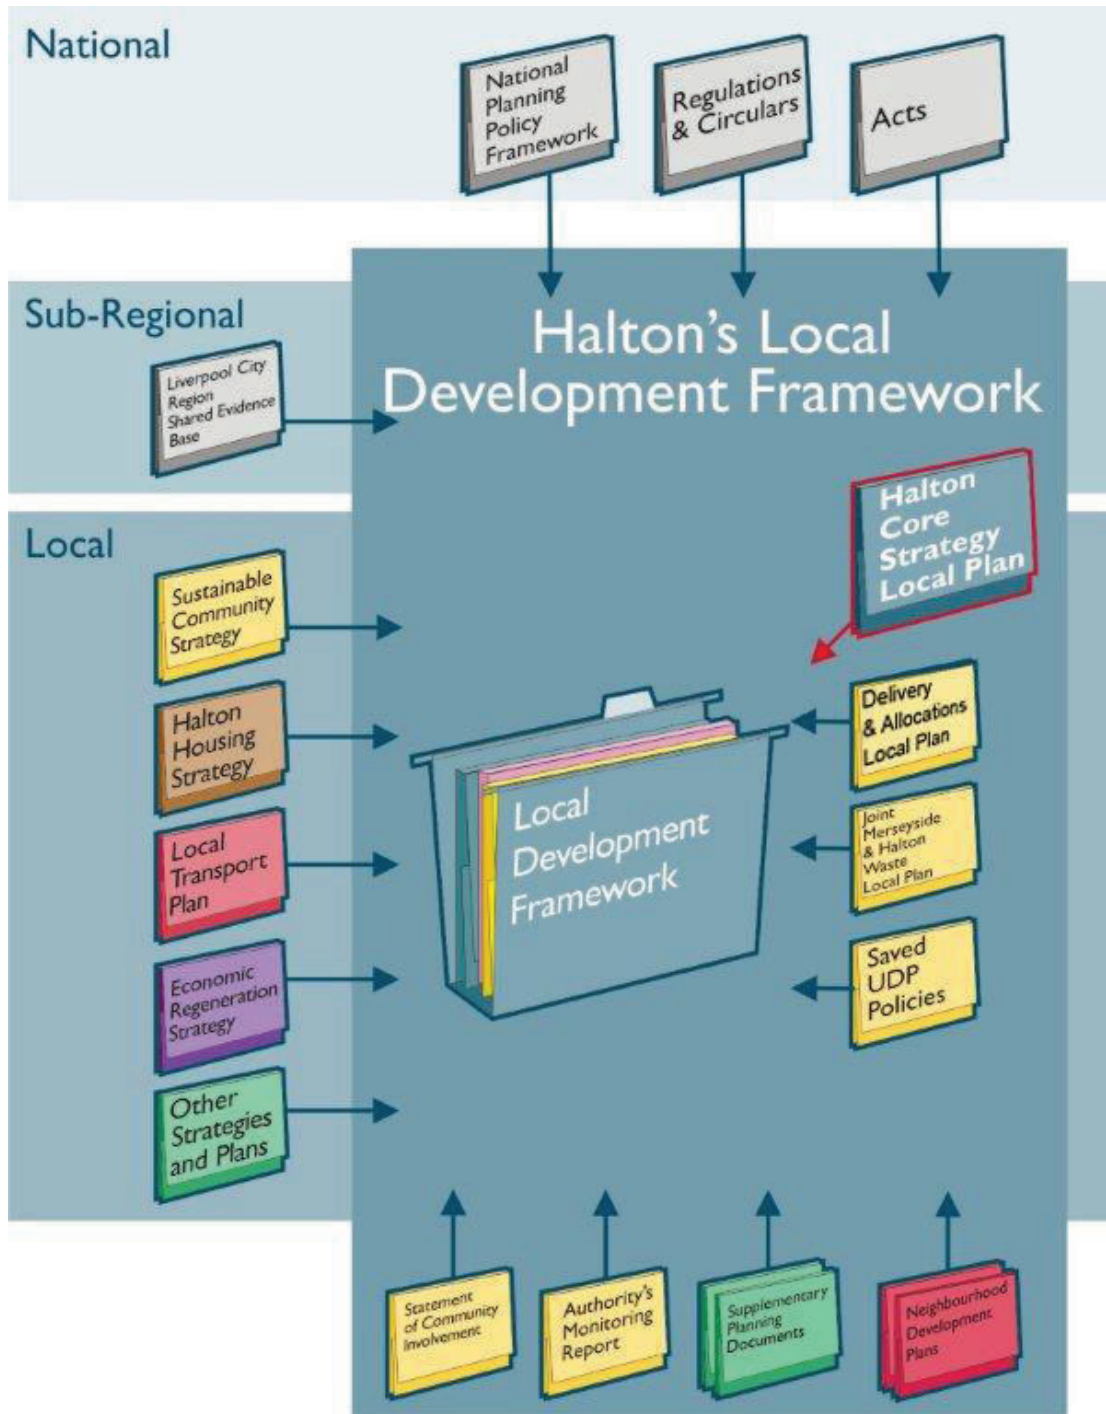 National
National
Planning
Policy
Framework
Regulations
& Circulars
Acts
Sub-Regional
Liverpool City
Region
Shared Evidence
Base
Halton's Local
Development Framework
Halton
Core
Strategy
Local Plan
Local
Sustainable
Community
Strategy
Halton
Housing
Strategy
Local
Transport
Plan
Economic
Regeneration
Strategy
Other
Strategies
and Plans
Local
Development
Framework
Delivery
& Allocations
Local Plan
Joint
Merseyside
& Halton
Waste
Local Plan
Saved
UDP
Policies
Statement
of Community
Involvement
Authority's
Monitoring
Report
Supplementary
Planning
Documents
Neighbourhood
Development
Plans